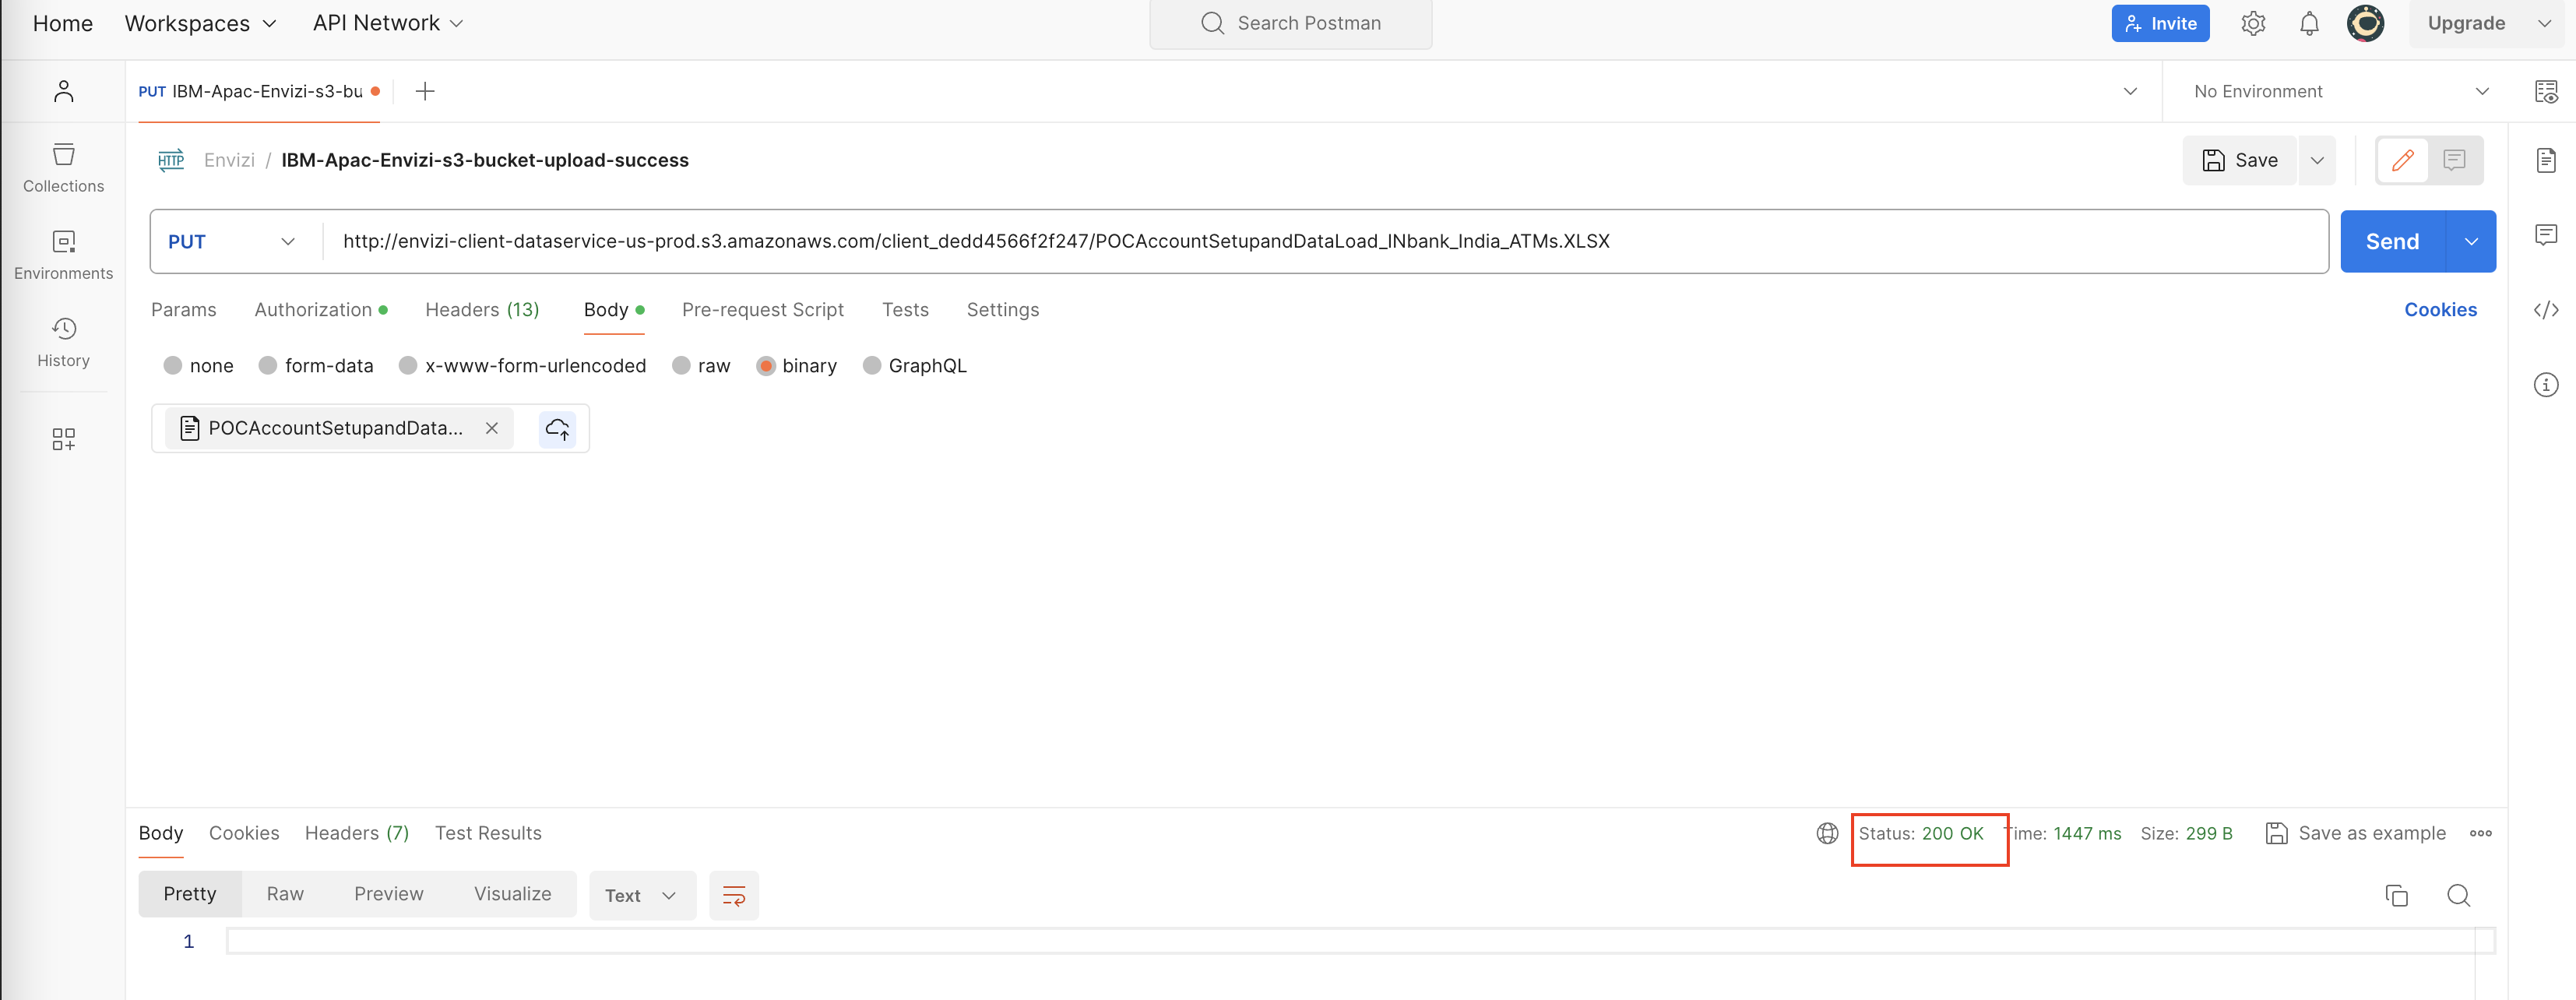 Home Workspaces API Network Search Postman Invite Upgrade
PUT IBM-Apac-Envizi-s3-bu No Environment
HTTP Envizi / IBM-Apac-Envizi-s3-bucket-upload-success Save
Collections
PUT http://envizi-client-dataservice-us-prod.s3.amazonaws.com/client_dedd4566f2f247/POCAccountSetupandDataLoad_INbank_India_ATMs.XLSX Send
Environments
Params Authorization Headers (13) Body Pre-request Script Tests Settings Cookies
History
none form-data x-www-form-urlencoded raw binary GraphQL
POCAccountSetupandData...
Body Cookies Headers (7) Test Results Status: 200 OK Time: 1447 ms Size: 299 B Save as example
Pretty Raw Preview Visualize Text
1